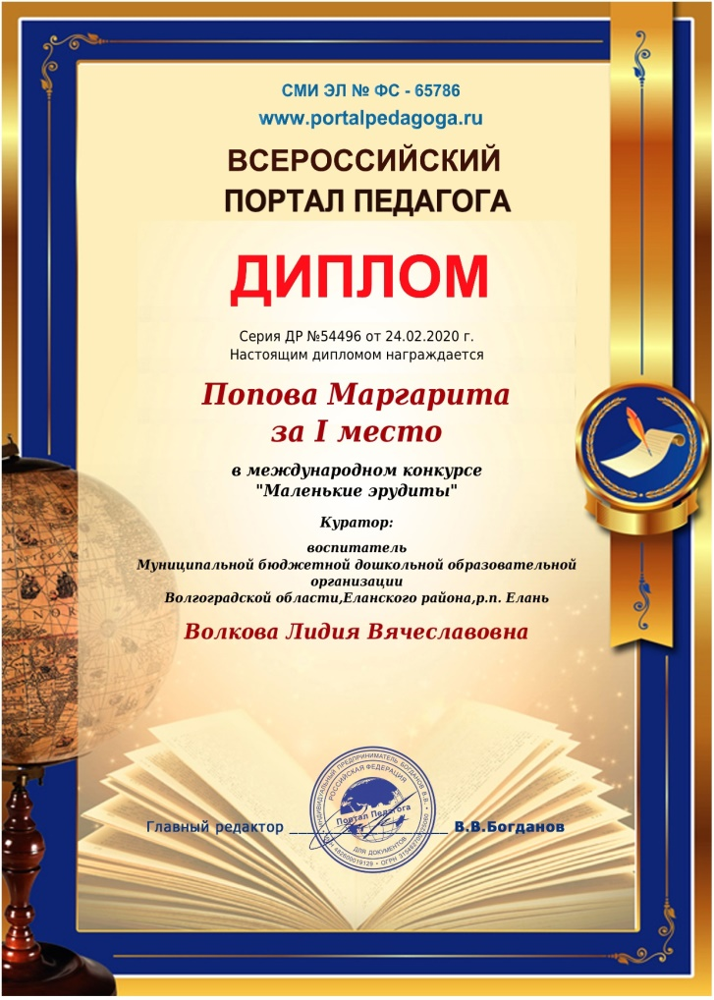 СМИ ЭЛ № ФС - 65786
www.portalpedagoga.ru
ВСЕРОССИЙСКИЙ
ПОРТАЛ ПЕДАГОГА
ДИПЛОМ
Серия ДР №54496 от 24.02.2020 г.
Настоящим дипломом награждается
Попова Маргарита
за I место
в международном конкурсе
"Маленькие эрудиты"
Куратор:
воспитатель
Муниципальной бюджетной дошкольной образовательной
организации
Волгоградской области,Еланского района,р.п. Елань
Волкова Лидия Вячеславовна
ИНДИВИДУАЛЬНЫЙ ПРЕДПРИНИМАТЕЛЬ БОГДАНОВ В.В.
РОССИЙСКАЯ ФЕДЕРАЦИЯ
Портал Педагога
ДЛЯ ДОКУМЕНТОВ
Главный редактор ____________________ В.В.Богданов